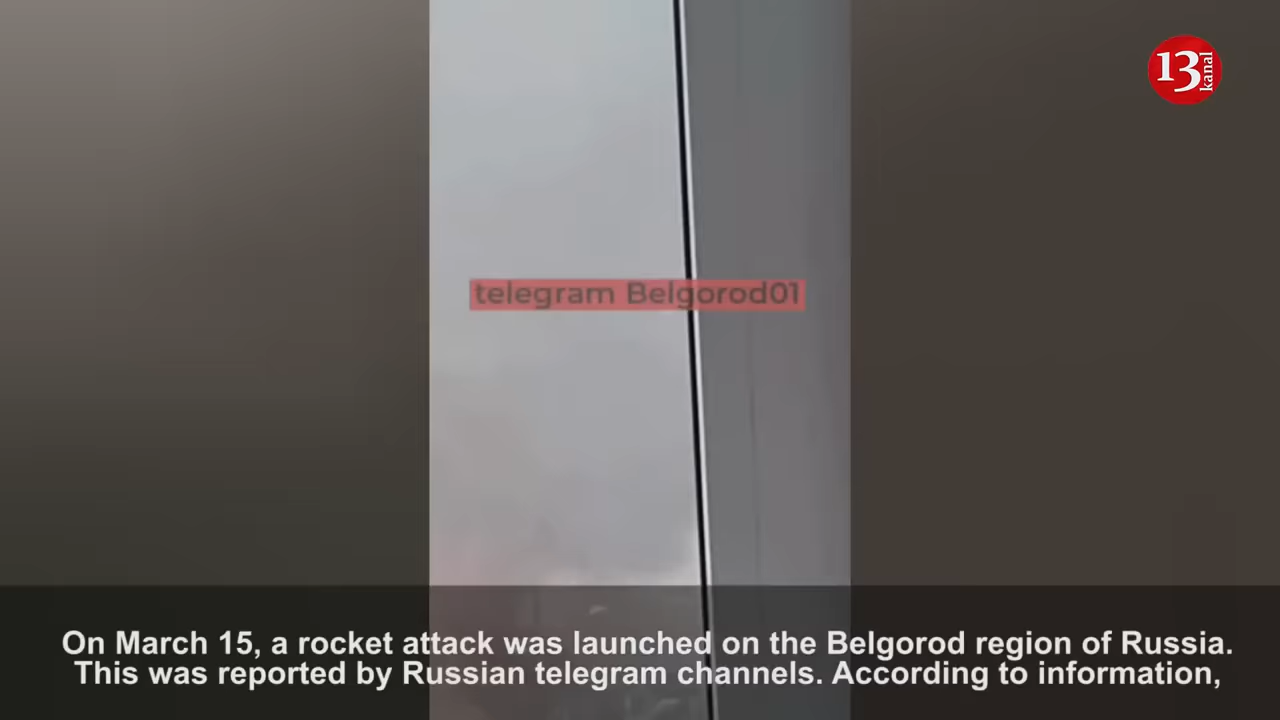 13
kanal
telegram Belgorod01
On March 15, a rocket attack was launched on the Belgorod region of Russia.
This was reported by Russian telegram channels. According to information,